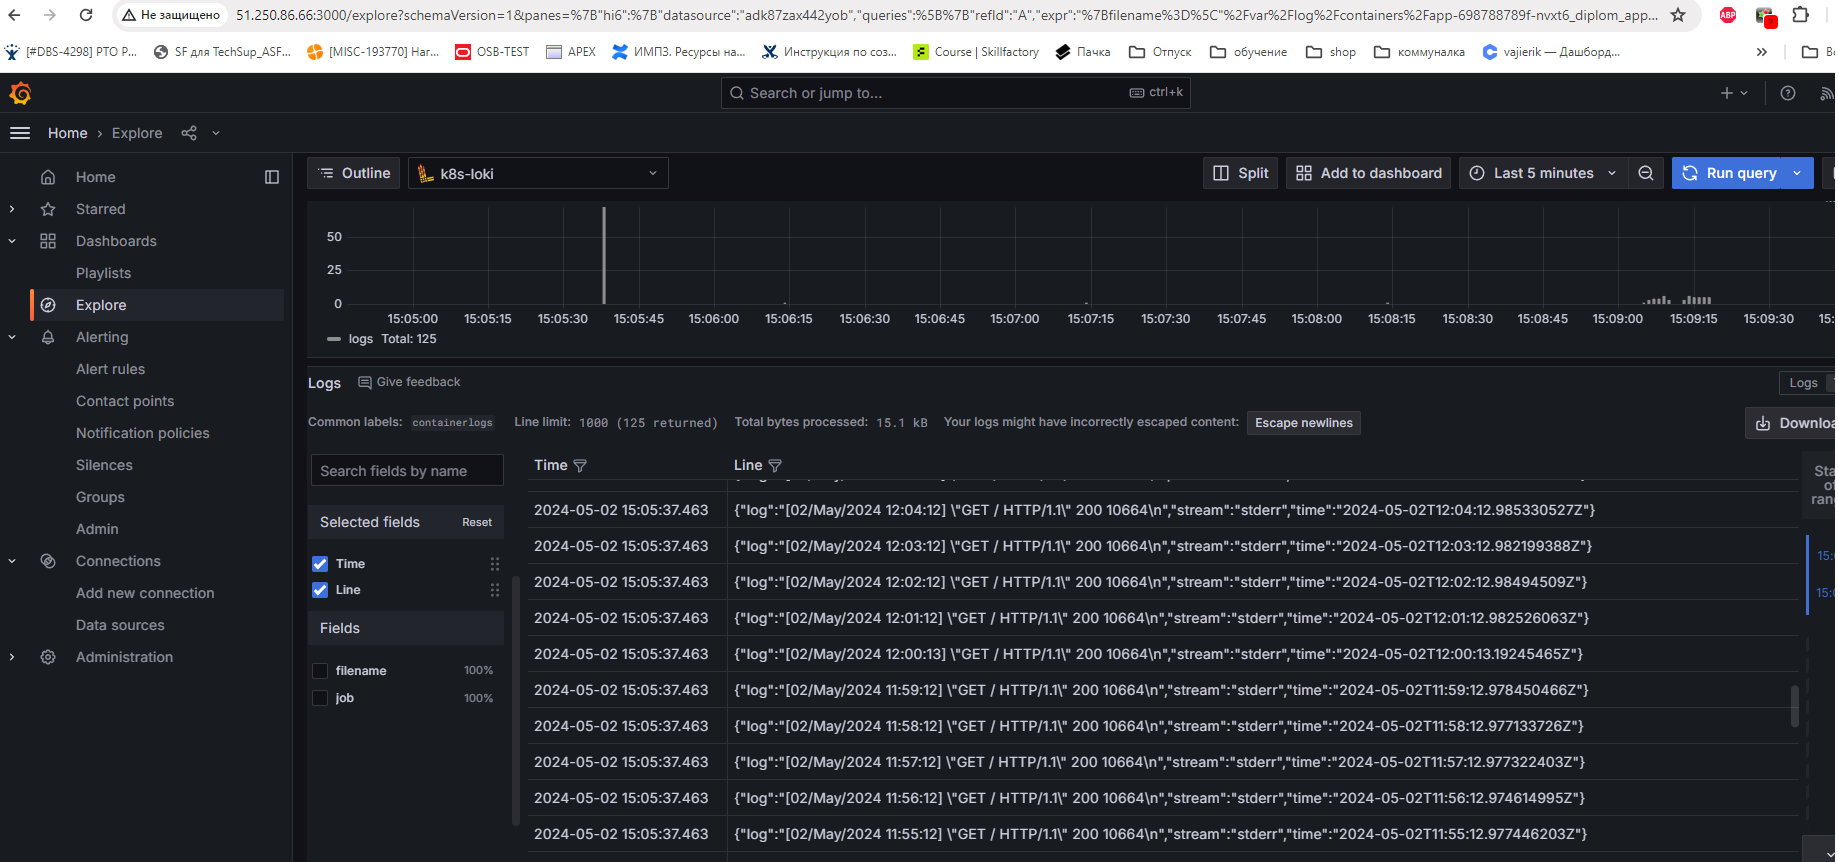 Не защищено
51.250.86.66:3000/explore?schemaVersion=1&panes=%7B"hi6":%7B"datasource":"adk87zax442yob","queries":%5B%7B"refId":"A","expr":"%7Bfilename%3D%5C"%2Fvar%2Flog%2Fcontainers%2Fapp-698788789f-nvxt6_diplom_app...
ABP
2
[#DBS-4298] РТО Р...
SF для TechSup_ASF...
[MISC-193770] Наг...
OSB-TEST
APEX
ИМПЗ. Ресурсы на...
Инструкция по соз...
Course | Skillfactory
Пачка
Отпуск
обучение
shop
коммуналка
vajierik — Дашборд...
»
Search or jump to...
ctrl+k
Home › Explore
Home
Starred
Dashboards
Playlists
Explore
Alerting
Alert rules
Contact points
Notification policies
Silences
Groups
Admin
Connections
Add new connection
Data sources
Administration
Outline
k8s-loki
Split
Add to dashboard
Last 5 minutes
Run query
50
25
0
15:05:00 15:05:15 15:05:30 15:05:45 15:06:00 15:06:15 15:06:30 15:06:45 15:07:00 15:07:15 15:07:30 15:07:45 15:08:00 15:08:15 15:08:30 15:08:45 15:09:00 15:09:15 15:09:30
logs Total: 125
Logs
Give feedback
Logs
Common labels: containerlogs Line limit: 1000 (125 returned) Total bytes processed: 15.1 kB Your logs might have incorrectly escaped content: Escape newlines
Search fields by name
Selected fields Reset
Time
Line
Fields
filename 100%
job 100%
Time Line
2024-05-02 15:05:37.463 {"log":"[02/May/2024 12:04:12] \"GET / HTTP/1.1\" 200 10664\n","stream":"stderr","time":"2024-05-02T12:04:12.985330527Z"}
2024-05-02 15:05:37.463 {"log":"[02/May/2024 12:03:12] \"GET / HTTP/1.1\" 200 10664\n","stream":"stderr","time":"2024-05-02T12:03:12.982199388Z"}
2024-05-02 15:05:37.463 {"log":"[02/May/2024 12:02:12] \"GET / HTTP/1.1\" 200 10664\n","stream":"stderr","time":"2024-05-02T12:02:12.98494509Z"}
2024-05-02 15:05:37.463 {"log":"[02/May/2024 12:01:12] \"GET / HTTP/1.1\" 200 10664\n","stream":"stderr","time":"2024-05-02T12:01:12.982526063Z"}
2024-05-02 15:05:37.463 {"log":"[02/May/2024 12:00:13] \"GET / HTTP/1.1\" 200 10664\n","stream":"stderr","time":"2024-05-02T12:00:13.19245465Z"}
2024-05-02 15:05:37.463 {"log":"[02/May/2024 11:59:12] \"GET / HTTP/1.1\" 200 10664\n","stream":"stderr","time":"2024-05-02T11:59:12.978450466Z"}
2024-05-02 15:05:37.463 {"log":"[02/May/2024 11:58:12] \"GET / HTTP/1.1\" 200 10664\n","stream":"stderr","time":"2024-05-02T11:58:12.977133726Z"}
2024-05-02 15:05:37.463 {"log":"[02/May/2024 11:57:12] \"GET / HTTP/1.1\" 200 10664\n","stream":"stderr","time":"2024-05-02T11:57:12.977322403Z"}
2024-05-02 15:05:37.463 {"log":"[02/May/2024 11:56:12] \"GET / HTTP/1.1\" 200 10664\n","stream":"stderr","time":"2024-05-02T11:56:12.974614995Z"}
2024-05-02 15:05:37.463 {"log":"[02/May/2024 11:55:12] \"GET / HTTP/1.1\" 200 10664\n","stream":"stderr","time":"2024-05-02T11:55:12.977446203Z"}